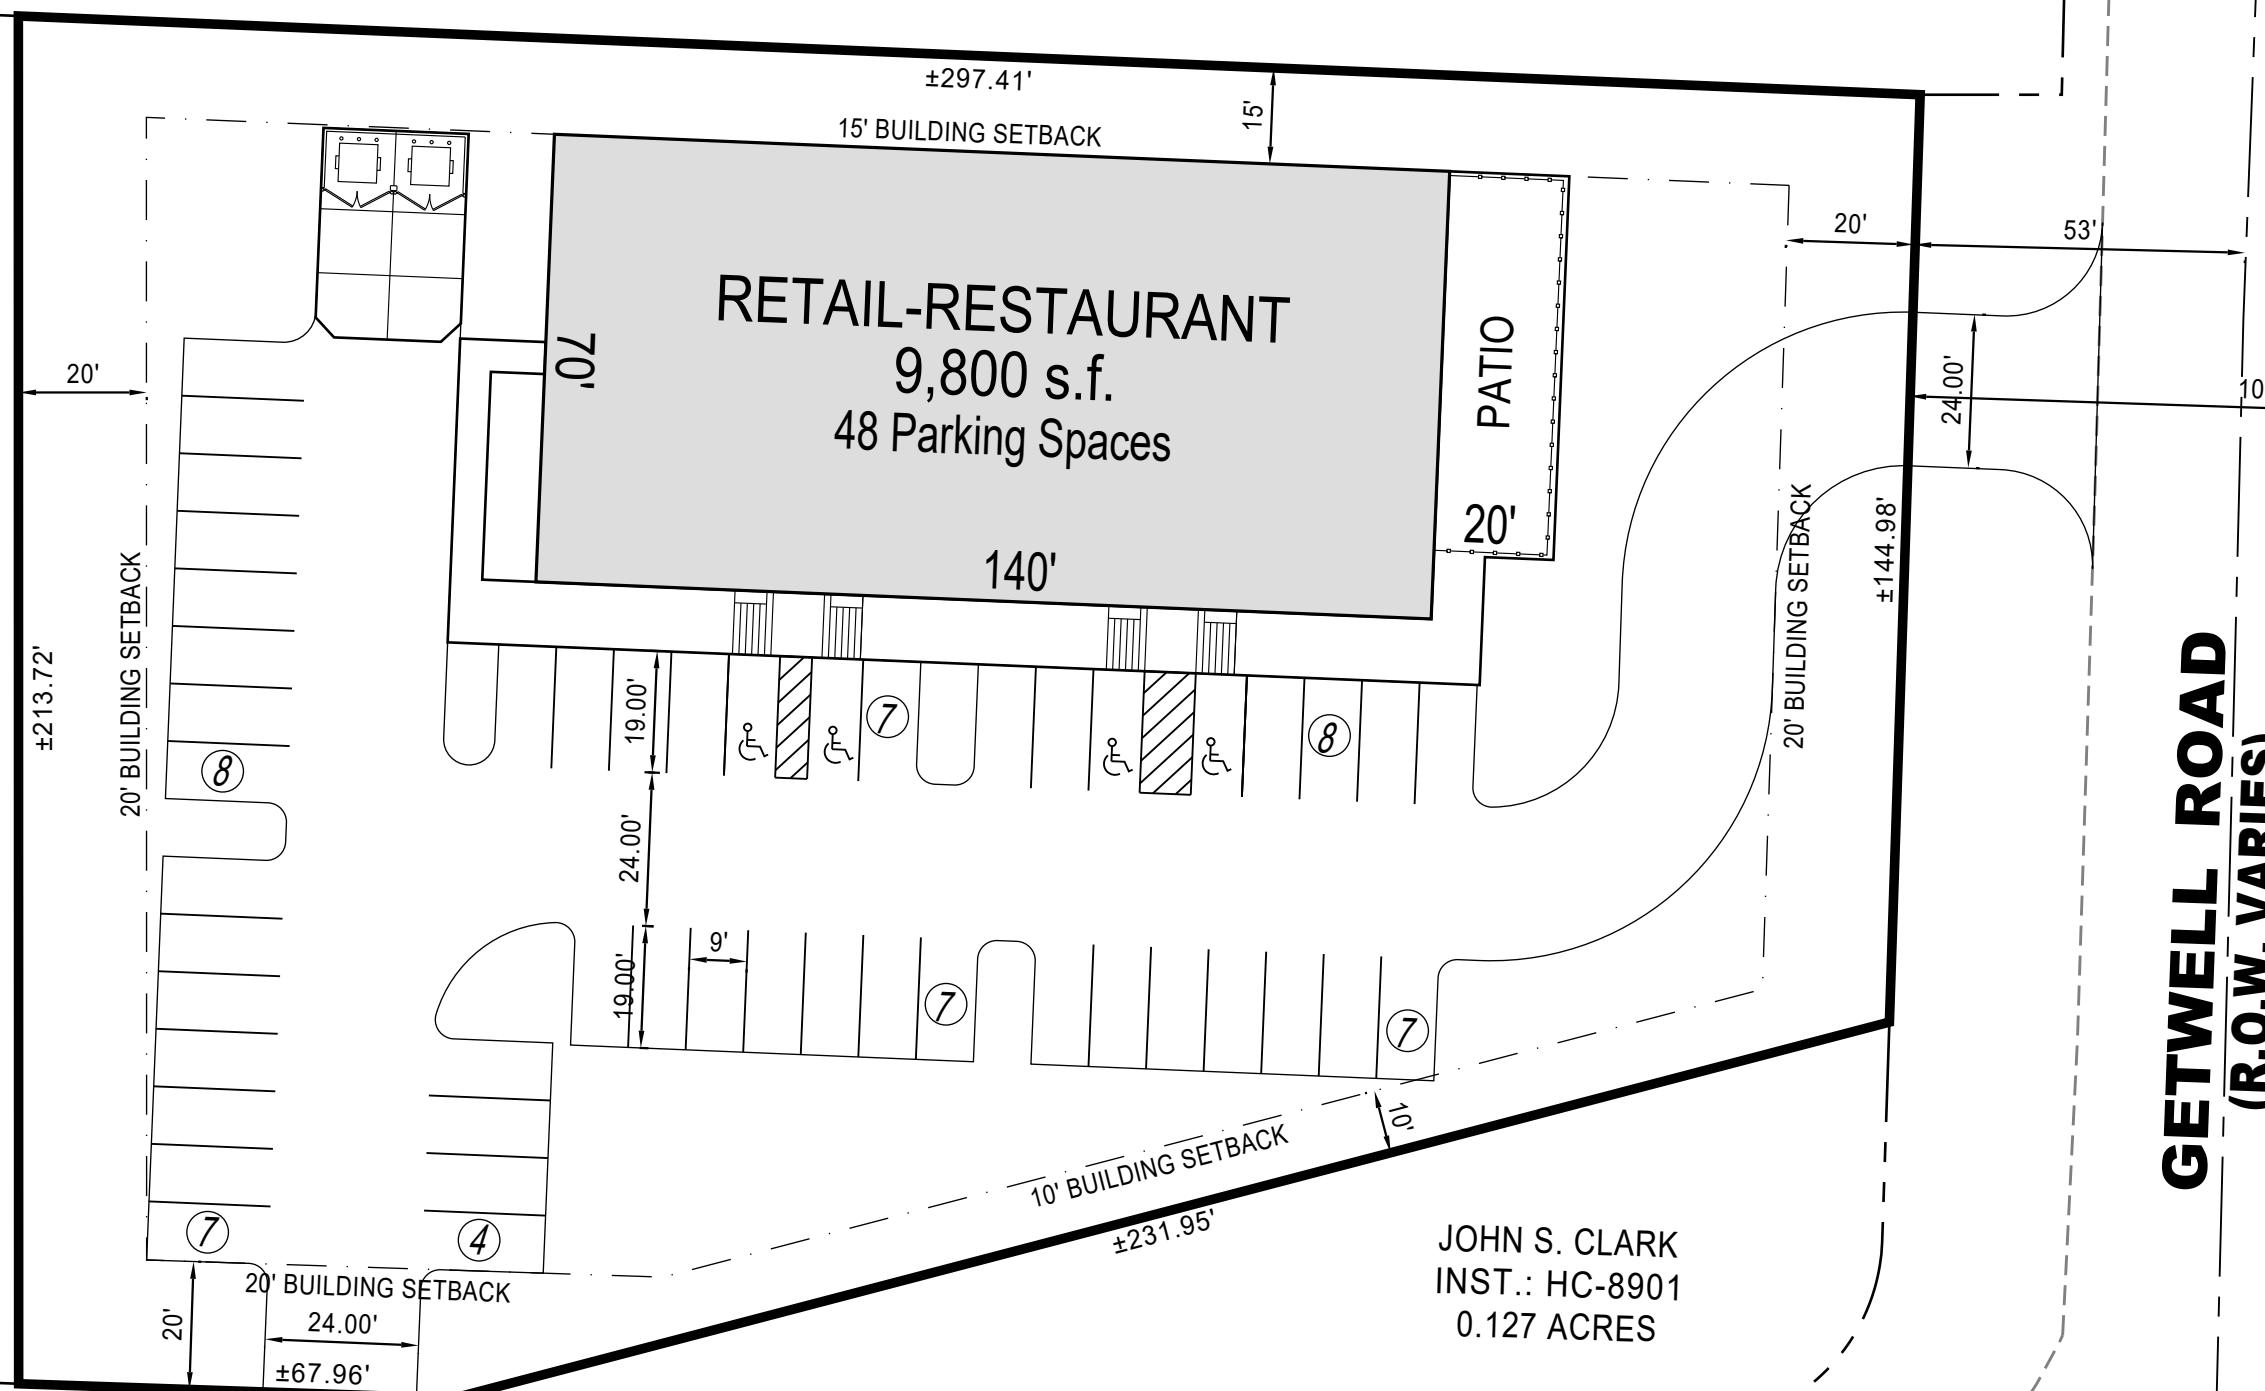 ±297.41'
15' BUILDING SETBACK
15'
20'
53'
RETAIL-RESTAURANT
9,800 s.f.
48 Parking Spaces
70'
140'
PATIO
20'
20'
24.00'
10
±144.98'
20' BUILDING SETBACK
20' BUILDING SETBACK
±213.72'
8
19.00'
7
8
24.00'
19.00'
9'
7
7
GETWELL ROAD
(R.O.W. VARIES)
10'
10' BUILDING SETBACK
±231.95'
7
4
20' BUILDING SETBACK
20'
24.00'
±67.96'
JOHN S. CLARK
INST.: HC-8901
0.127 ACRES